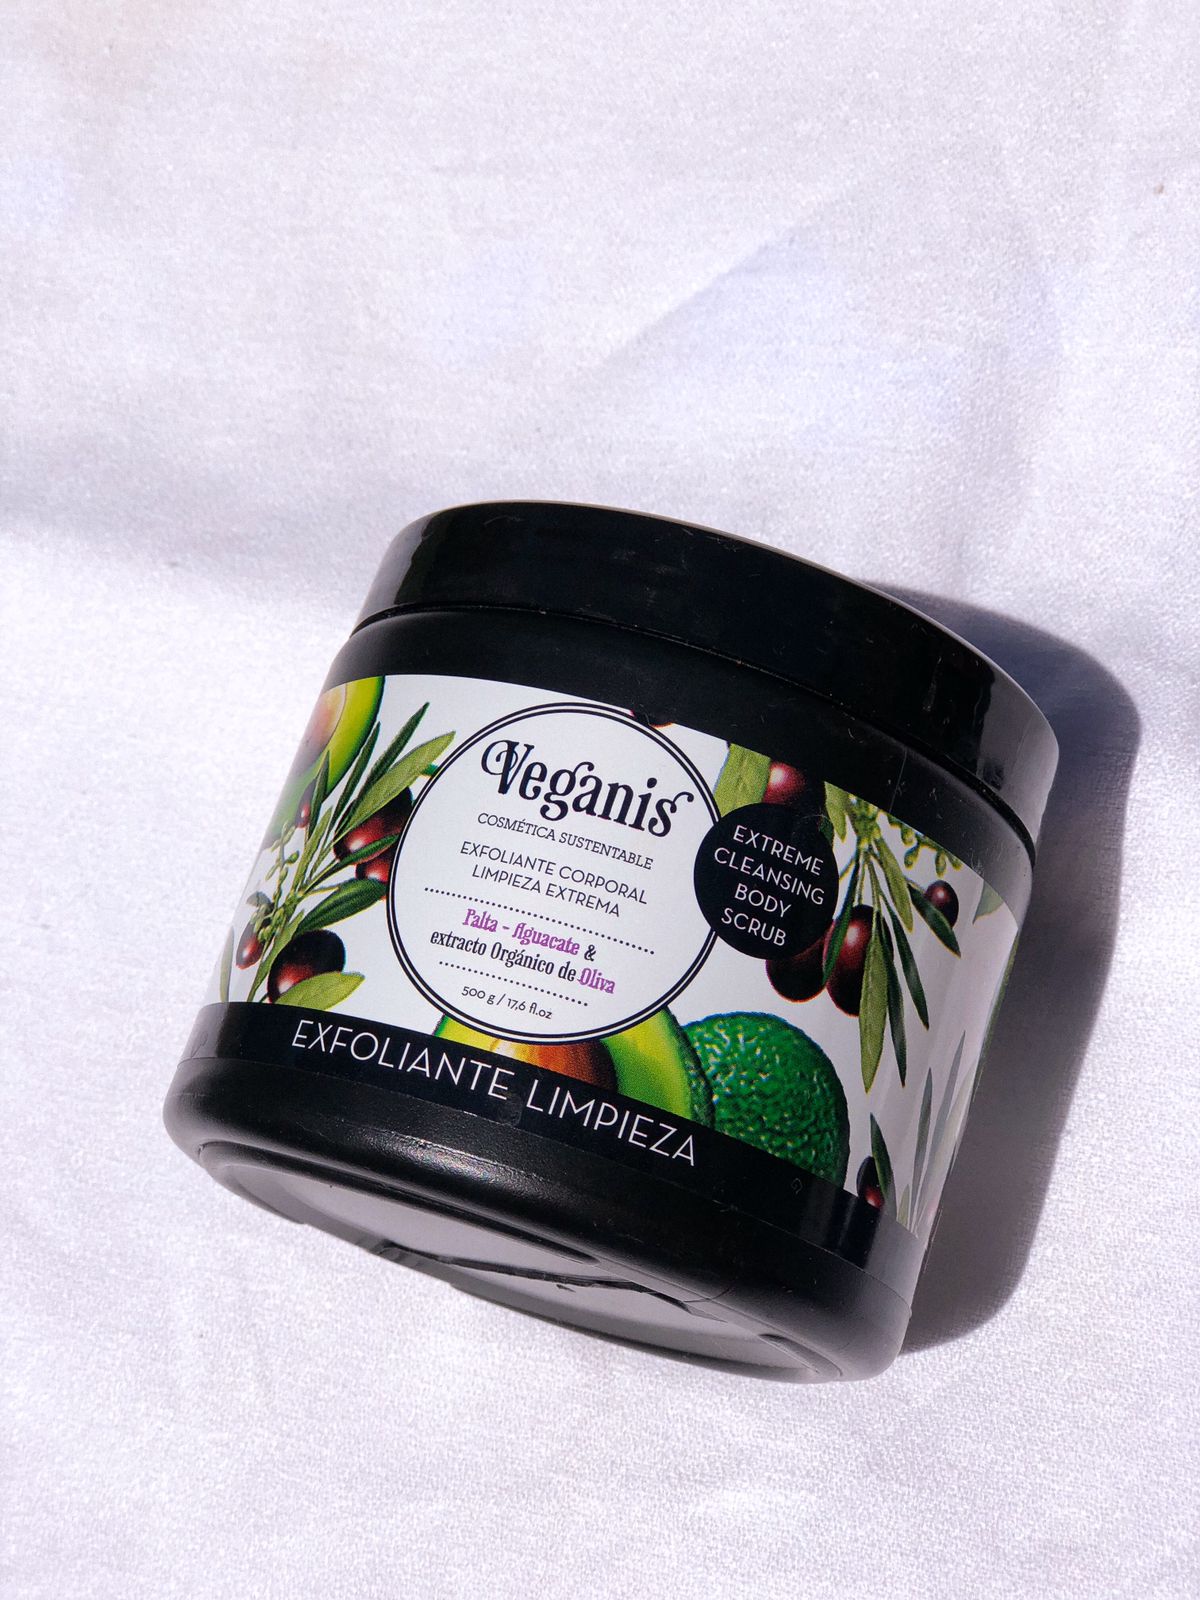 Veganis
COSMÉTICA SUSTENTABLE
EXFOLIANTE CORPORAL
LIMPIEZA EXTREMA
Palta - Aguacate &
extracto Orgánico de Oliva
500 g / 17,6 fl.oz
EXTREME
CLEANSING
BODY
SCRUB
EXFOLIANTE LIMPIEZA